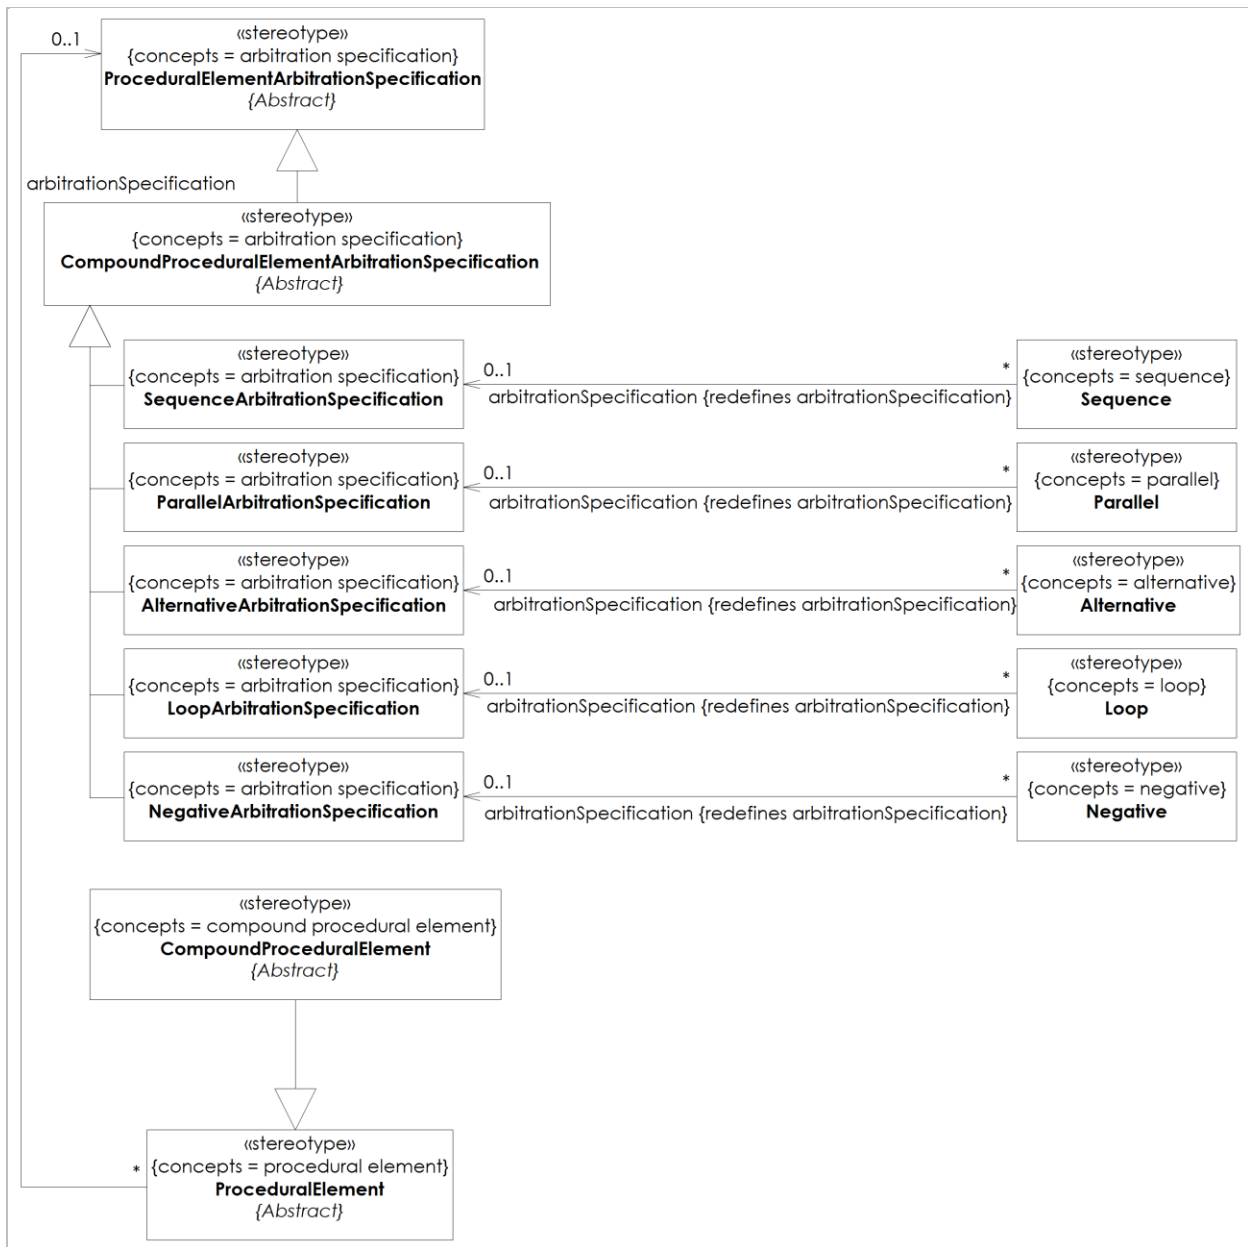 0..1
«stereotype»
{concepts = arbitration specification}
ProceduralElementArbitrationSpecification
{Abstract}
arbitrationSpecification
«stereotype»
{concepts = arbitration specification}
CompoundProceduralElementArbitrationSpecification
{Abstract}
«stereotype»
{concepts = arbitration specification}
SequenceArbitrationSpecification
0..1
*
arbitrationSpecification {redefines arbitrationSpecification}
«stereotype»
{concepts = sequence}
Sequence
«stereotype»
{concepts = arbitration specification}
ParallelArbitrationSpecification
0..1
*
arbitrationSpecification {redefines arbitrationSpecification}
«stereotype»
{concepts = parallel}
Parallel
«stereotype»
{concepts = arbitration specification}
AlternativeArbitrationSpecification
0..1
*
arbitrationSpecification {redefines arbitrationSpecification}
«stereotype»
{concepts = alternative}
Alternative
«stereotype»
{concepts = arbitration specification}
LoopArbitrationSpecification
0..1
*
arbitrationSpecification {redefines arbitrationSpecification}
«stereotype»
{concepts = loop}
Loop
«stereotype»
{concepts = arbitration specification}
NegativeArbitrationSpecification
0..1
*
arbitrationSpecification {redefines arbitrationSpecification}
«stereotype»
{concepts = negative}
Negative
«stereotype»
{concepts = compound procedural element}
CompoundProceduralElement
{Abstract}
*
«stereotype»
{concepts = procedural element}
ProceduralElement
{Abstract}